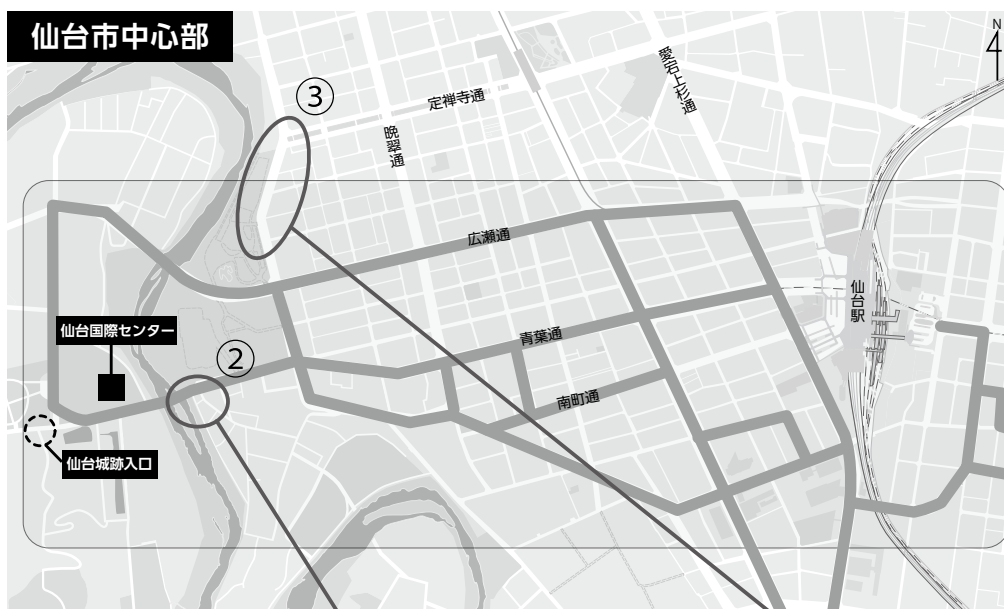 仙台市中心部
N
③
定禅寺通
愛宕上杉通
晩翠通
広瀬通
仙台駅
仙台国際センター
青葉通
②
南町通
仙台城跡入口